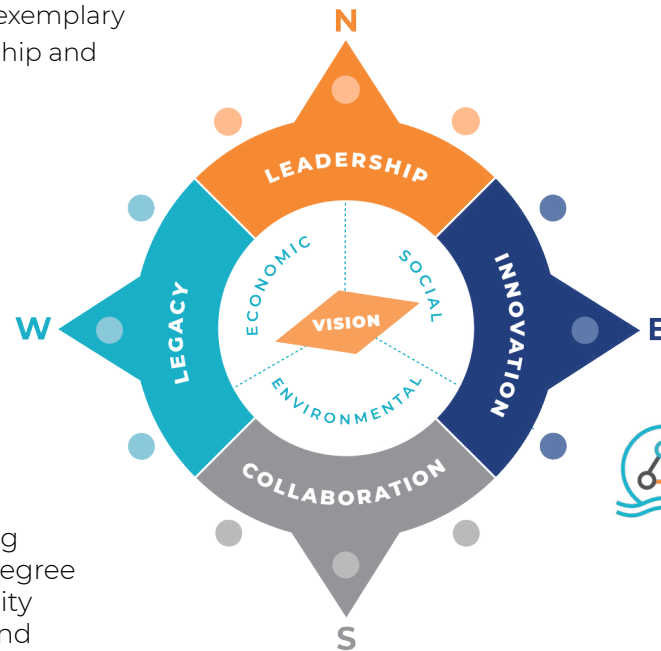 exemplary
hip and
N
LEADERSHIP
ECONOMIC
SOCIAL
LEGACY
INNOVATION
W
VISION
E
ENVIRONMENTAL
COLLABORATION
g
egree
ity
nd
S